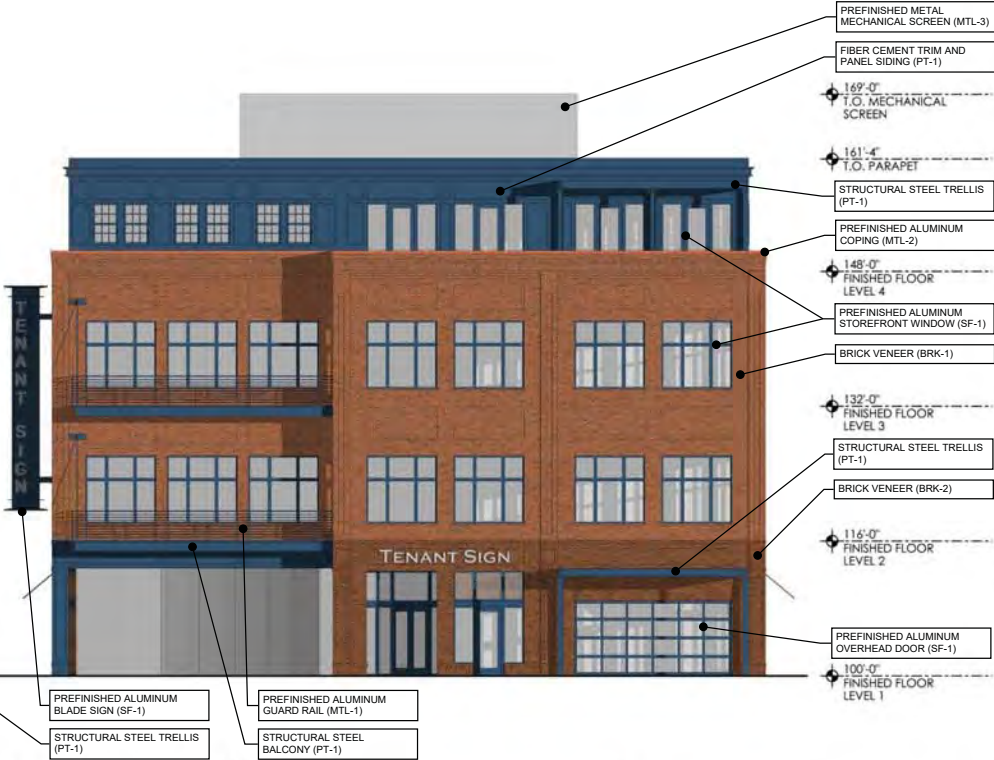 PREFINISHED METAL
MECHANICAL SCREEN (MTL-3)
FIBER CEMENT TRIM AND
PANEL SIDING (PT-1)
169'-0"
T.O. MECHANICAL
SCREEN
161'-4"
T.O. PARAPET
STRUCTURAL STEEL TRELLIS
(PT-1)
PREFINISHED ALUMINUM
COPING (MTL-2)
148'-0"
FINISHED FLOOR
LEVEL 4
PREFINISHED ALUMINUM
STOREFRONT WINDOW (SF-1)
BRICK VENEER (BRK-1)
132'-0"
FINISHED FLOOR
LEVEL 3
STRUCTURAL STEEL TRELLIS
(PT-1)
BRICK VENEER (BRK-2)
116'-0"
FINISHED FLOOR
LEVEL 2
PREFINISHED ALUMINUM
OVERHEAD DOOR (SF-1)
100'-0"
FINISHED FLOOR
LEVEL 1
TENANT SIGN
TENANT SIGN
PREFINISHED ALUMINUM
BLADE SIGN (SF-1)
PREFINISHED ALUMINUM
GUARD RAIL (MTL-1)
STRUCTURAL STEEL TRELLIS
(PT-1)
STRUCTURAL STEEL
BALCONY (PT-1)